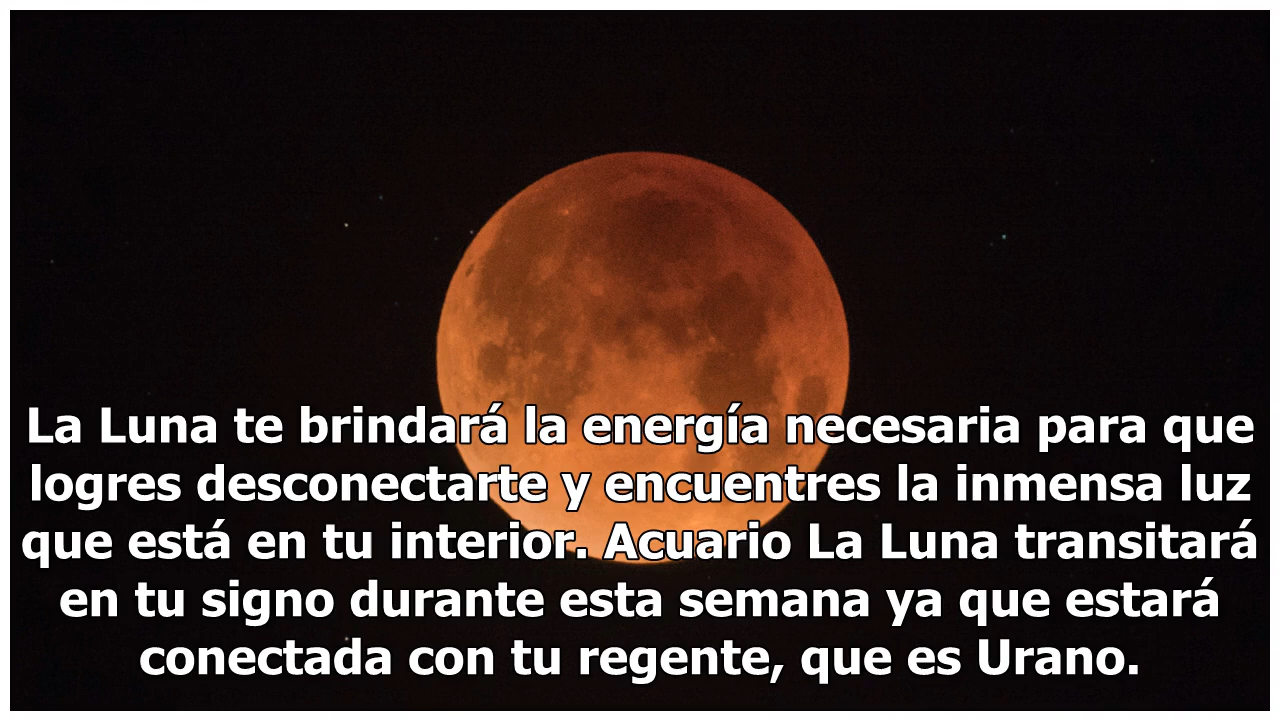 La Luna te brindará la energía necesaria para que
logres desconectarte y encuentres la inmensa luz
que está en tu interior. Acuario La Luna transitará
en tu signo durante esta semana ya que estará
conectada con tu regente, que es Urano.